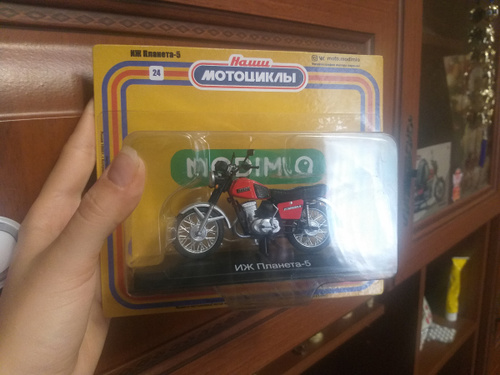 ИЖ Планета-5
24
Наши
МОТОЦИКЛЫ
MODIMIO
ИЖ Планета-5